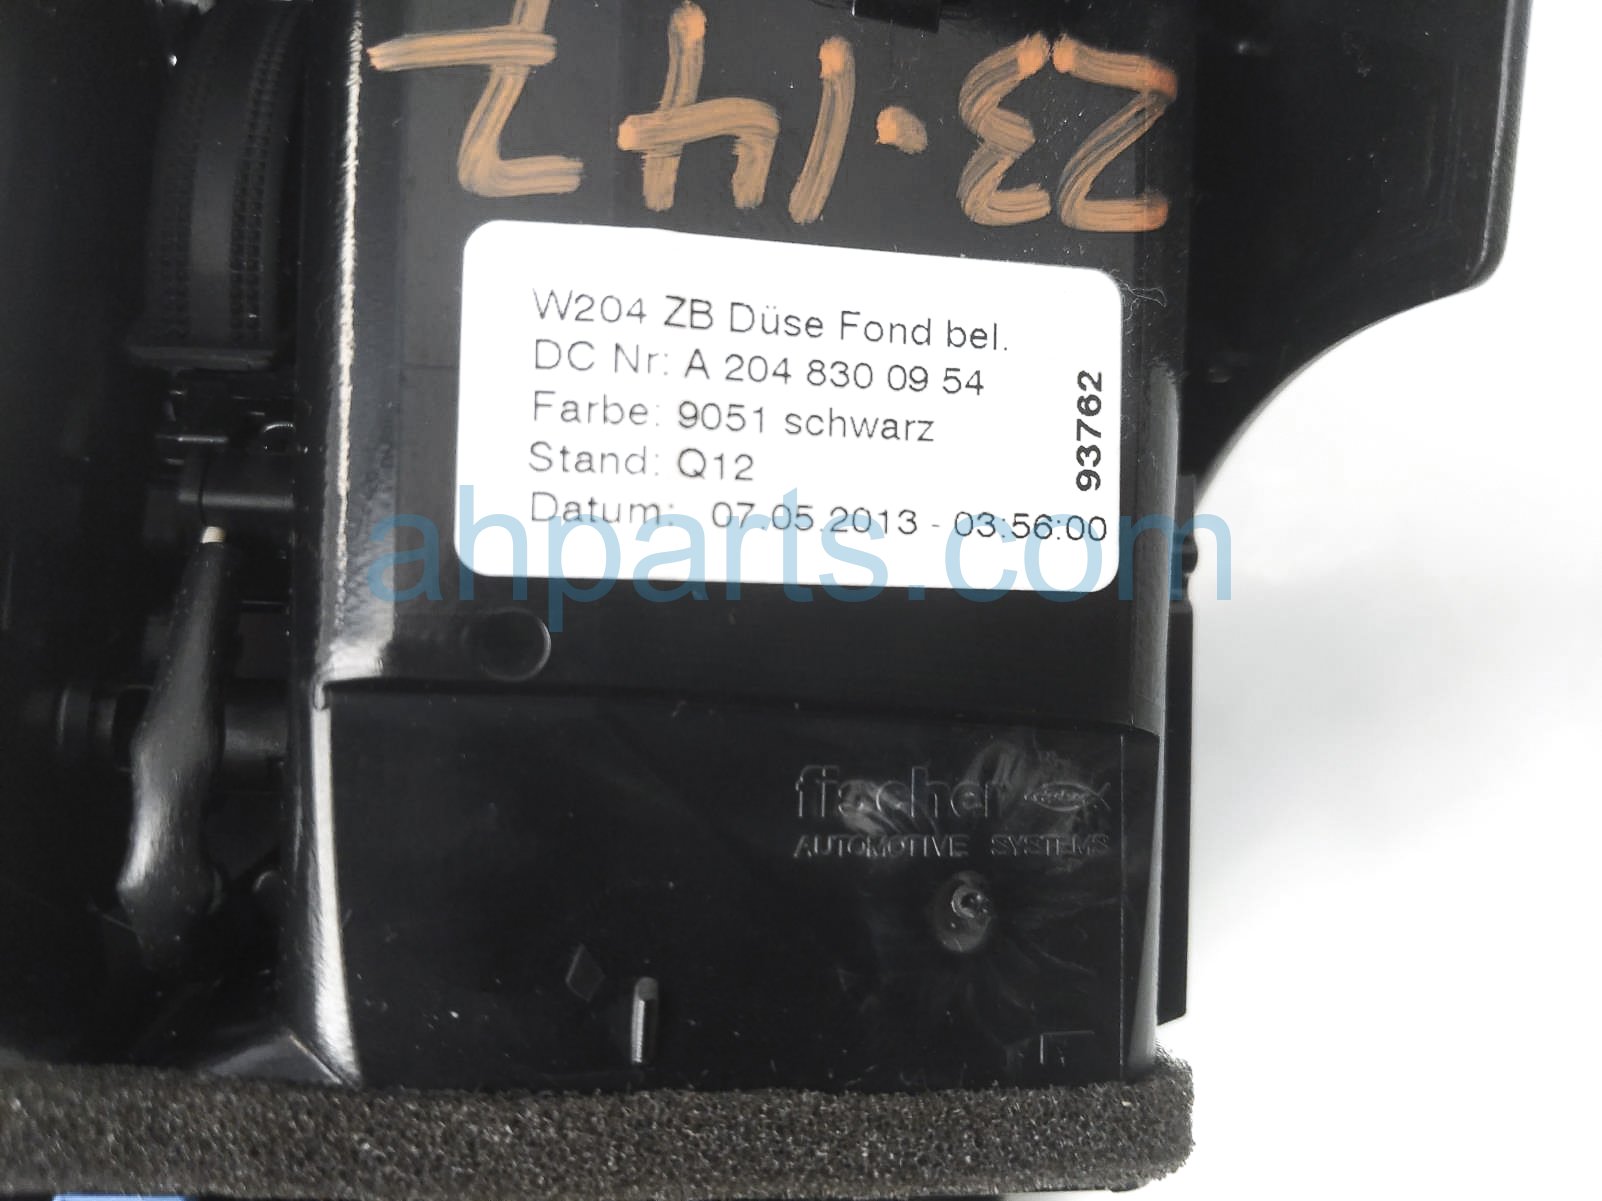 23.147
W204 ZB Düse Fond bel.
DC Nr: A 204 830 09 54
Farbe: 9051 schwarz
Stand: Q12
Datum: 07.05.2013 - 03:56:00
93762
ahparts.com
fischer
AUTOMOTIVE SYSTEMS